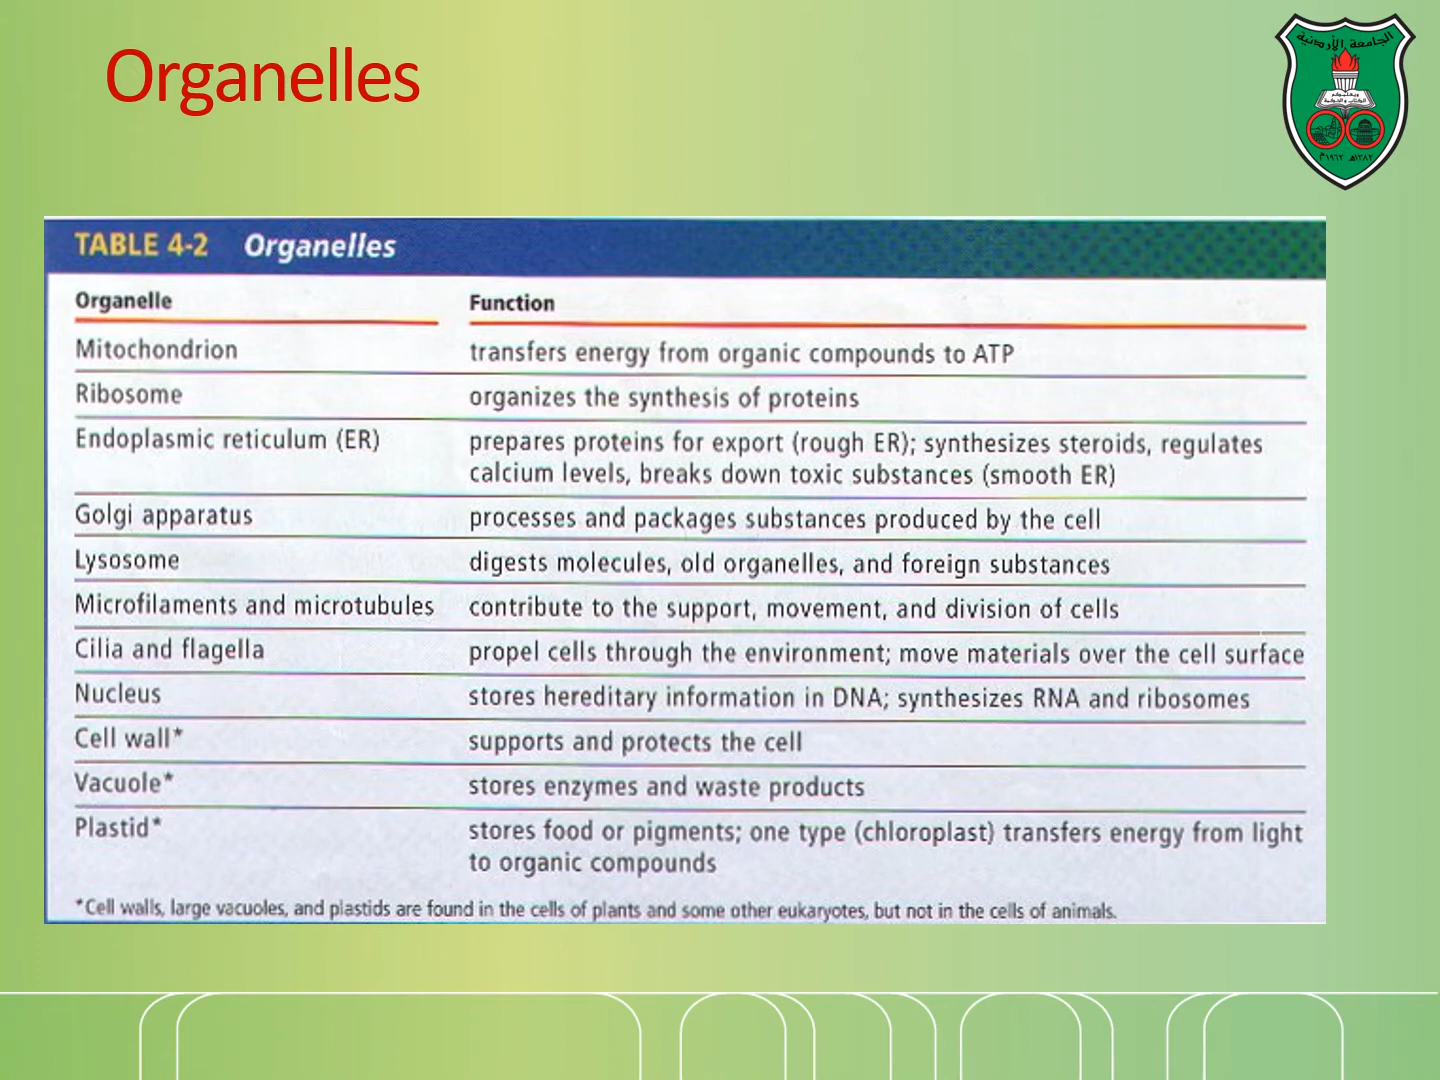 Organelles
الجامعة الأردنية
TABLE 4-2 Organelles
Organelle Function
Mitochondrion transfers energy from organic compounds to ATP
Ribosome organizes the synthesis of proteins
Endoplasmic reticulum (ER) prepares proteins for export (rough ER); synthesizes steroids, regulates
calcium levels, breaks down toxic substances (smooth ER)
Golgi apparatus processes and packages substances produced by the cell
Lysosome digests molecules, old organelles, and foreign substances
Microfilaments and microtubules contribute to the support, movement, and division of cells
Cilia and flagella propel cells through the environment; move materials over the cell surface
Nucleus stores hereditary information in DNA; synthesizes RNA and ribosomes
Cell wall* supports and protects the cell
Vacuole* stores enzymes and waste products
Plastid* stores food or pigments; one type (chloroplast) transfers energy from light
to organic compounds
*Cell walls, large vacuoles, and plastids are found in the cells of plants and some other eukaryotes, but not in the cells of animals.